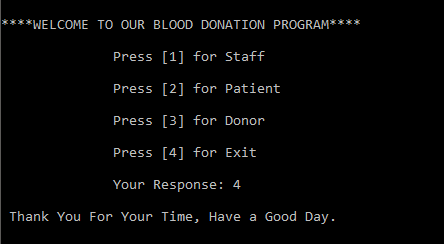 ****WELCOME TO OUR BLOOD DONATION PROGRAM****
Press [1] for Staff
Press [2] for Patient
Press [3] for Donor
Press [4] for Exit
Your Response: 4
Thank You For Your Time, Have a Good Day.